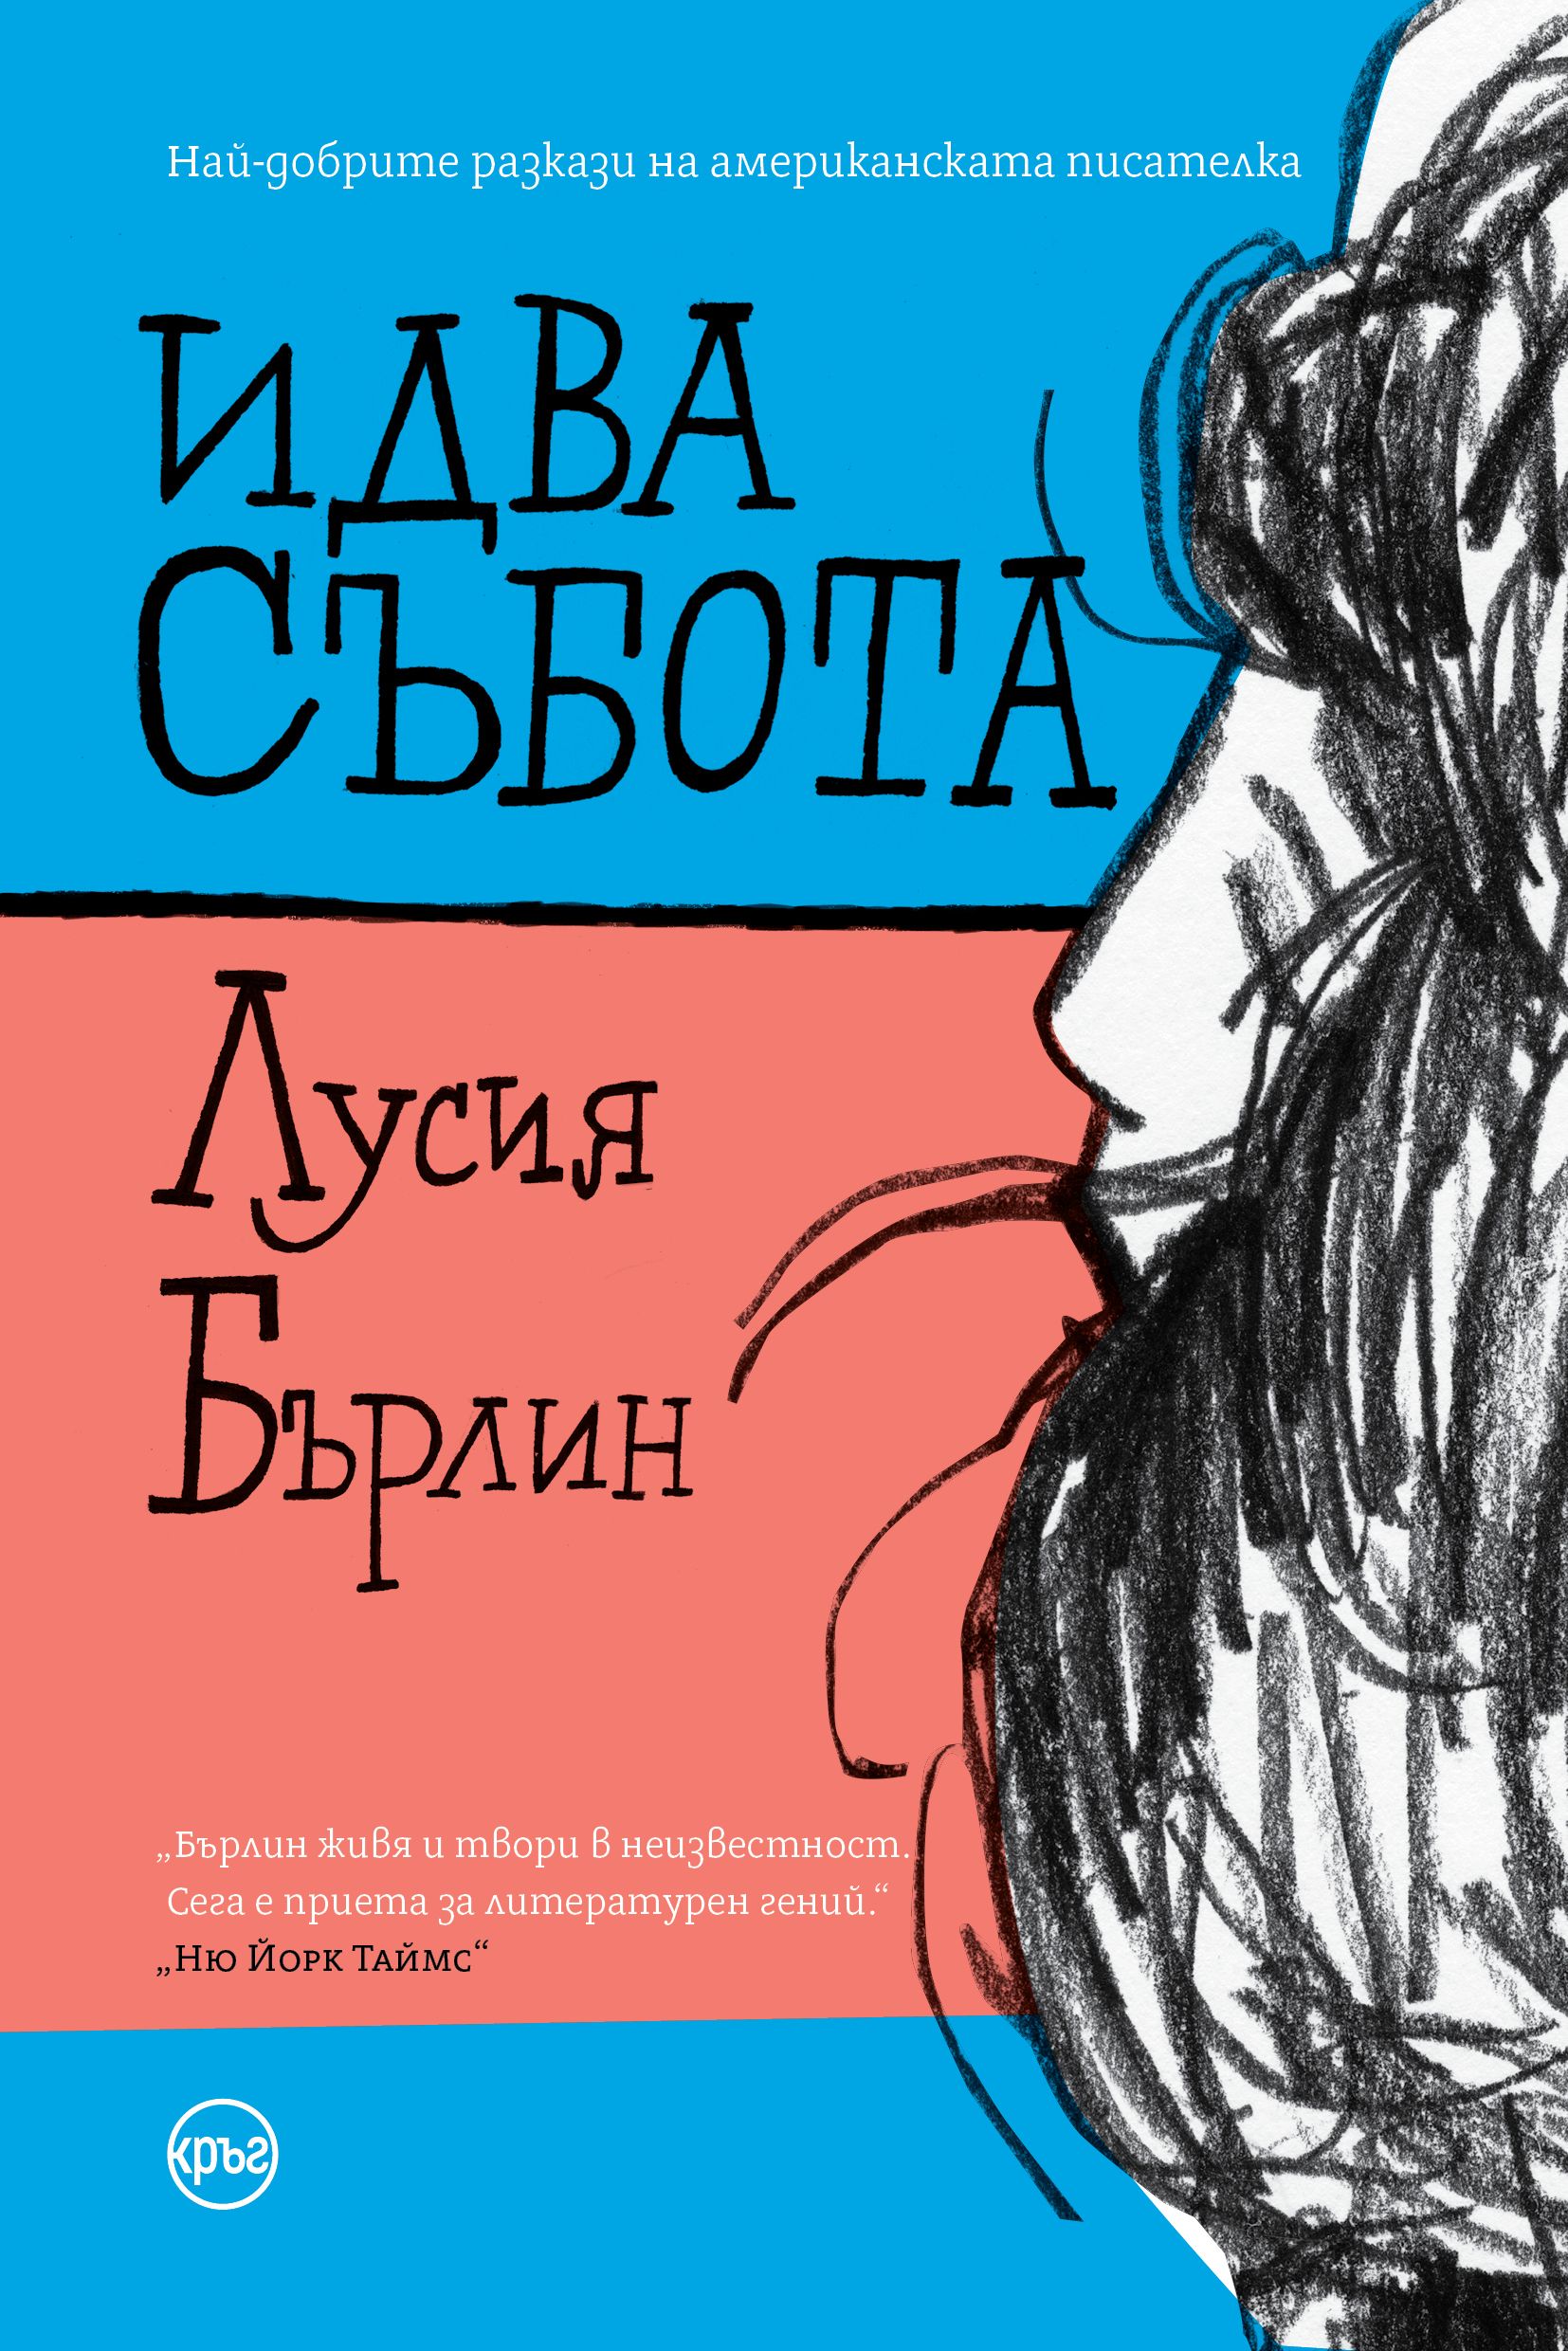 Най-добрите разкази на американската писателка
ИДВА
СЪБОТА
Лусия
Бърлин
„Бърлин живя и твори в неизвестност.
Сега е приета за литературен гений.“
„Ню Йорк Таймс“
кръг